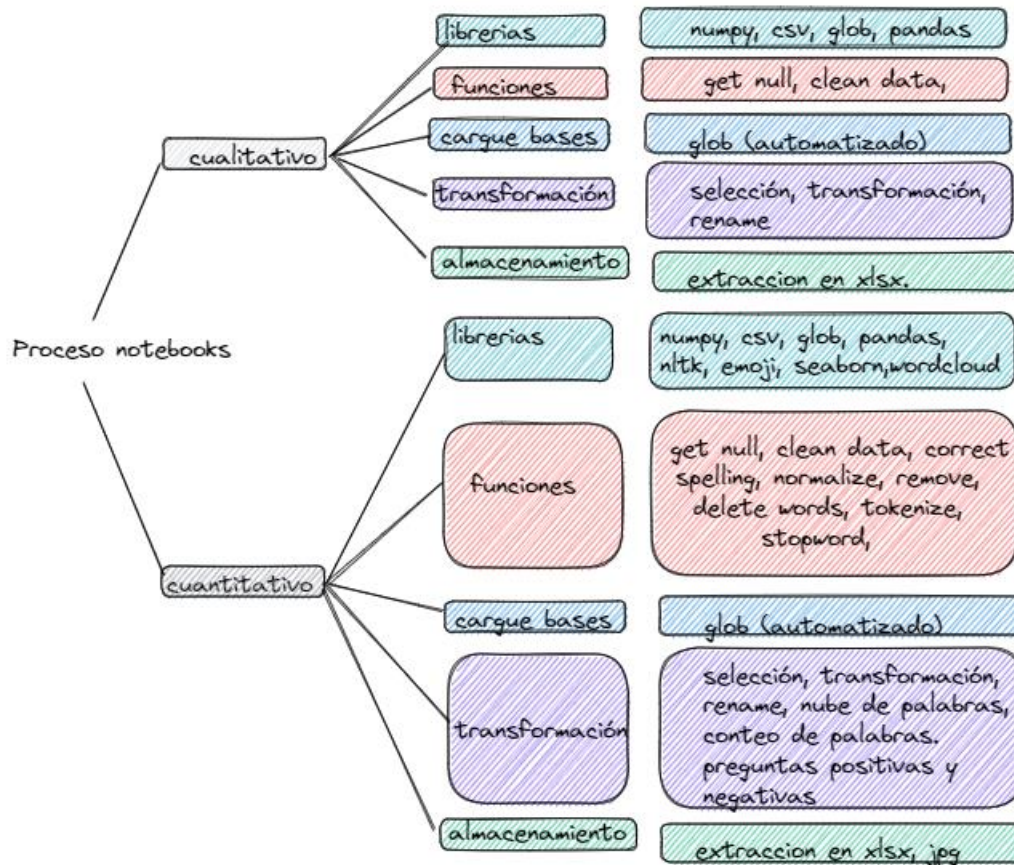 Proceso notebooks
cualitativo
librerias
numpy, csv, glob, pandas
funciones
get null, clean data,
cargue bases
glob (automatizado)
transformación
selección, transformación,
rename
almacenamiento
extraccion en xlsx.
cuantitativo
librerias
numpy, csv, glob, pandas,
nltk, emoji, seaborn,wordcloud
funciones
get null, clean data, correct
spelling, normalize, remove,
delete words, tokenize,
stopword,
cargue bases
glob (automatizado)
transformación
selección, transformación,
rename, nube de palabras,
conteo de palabras.
preguntas positivas y
negativas
almacenamiento
extraccion en xlsx, jpg